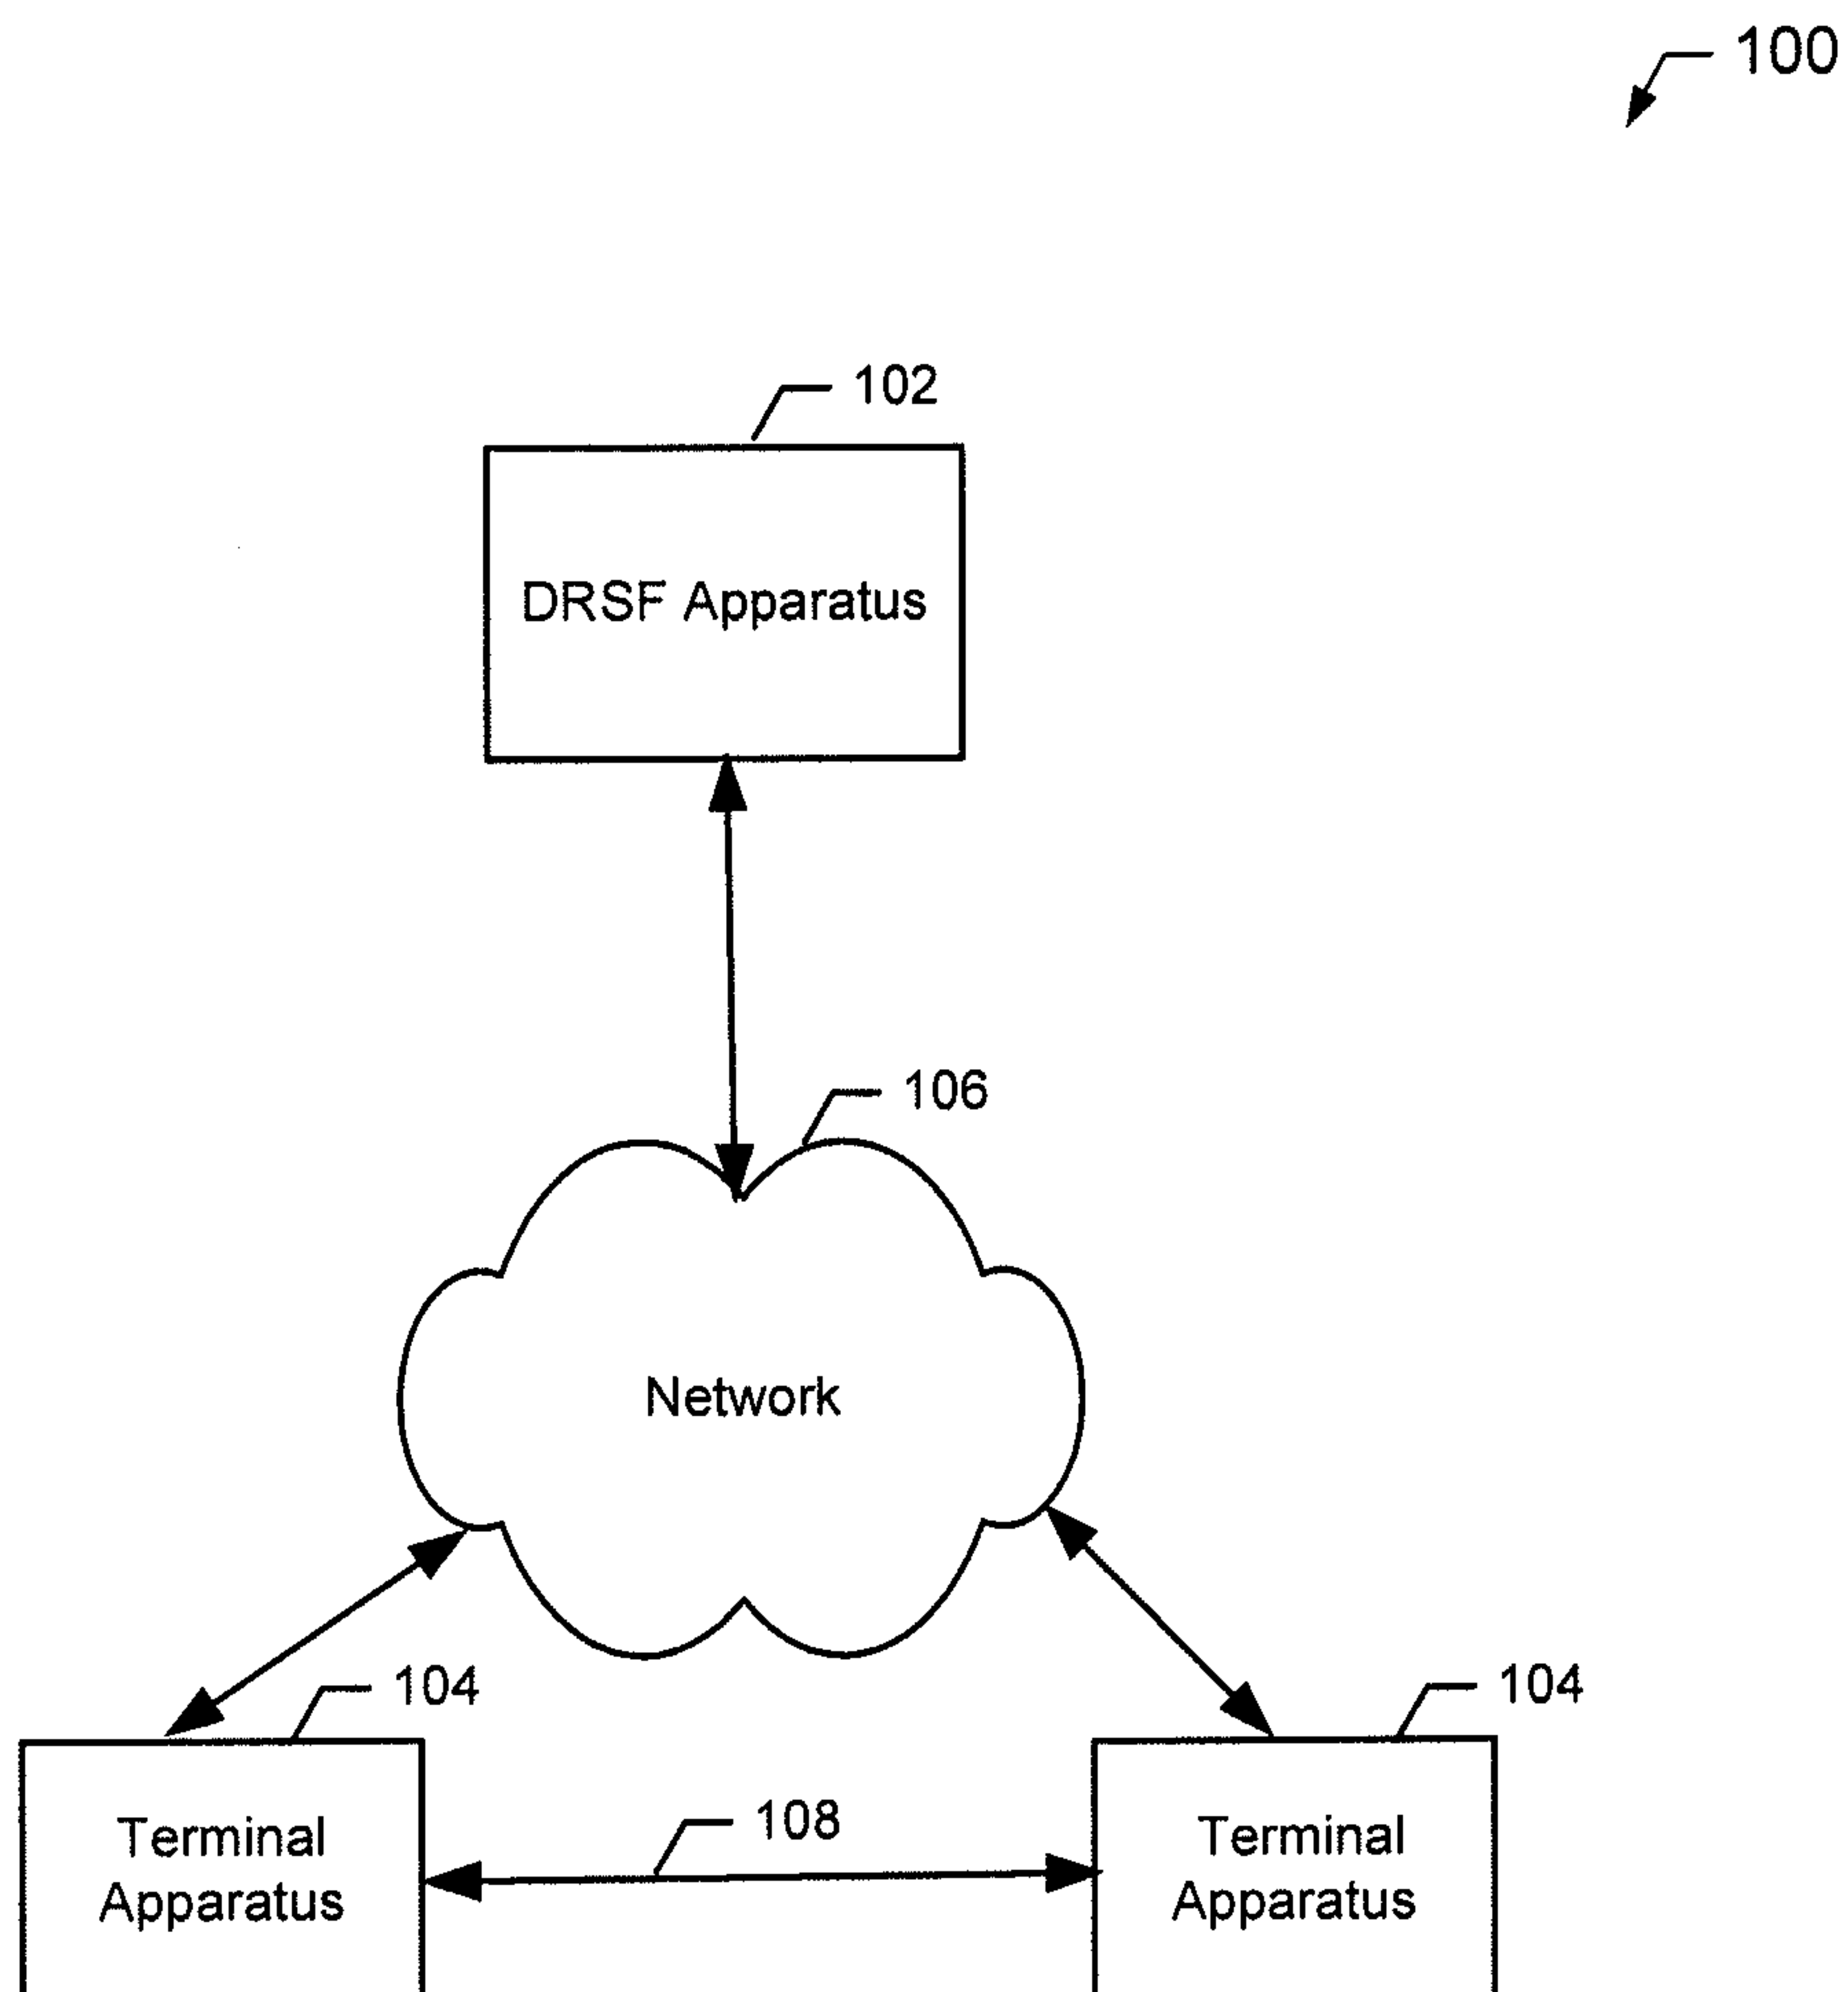 100
102
DRSF Apparatus
106
Network
104
104
Terminal
Apparatus
108
Terminal
Apparatus